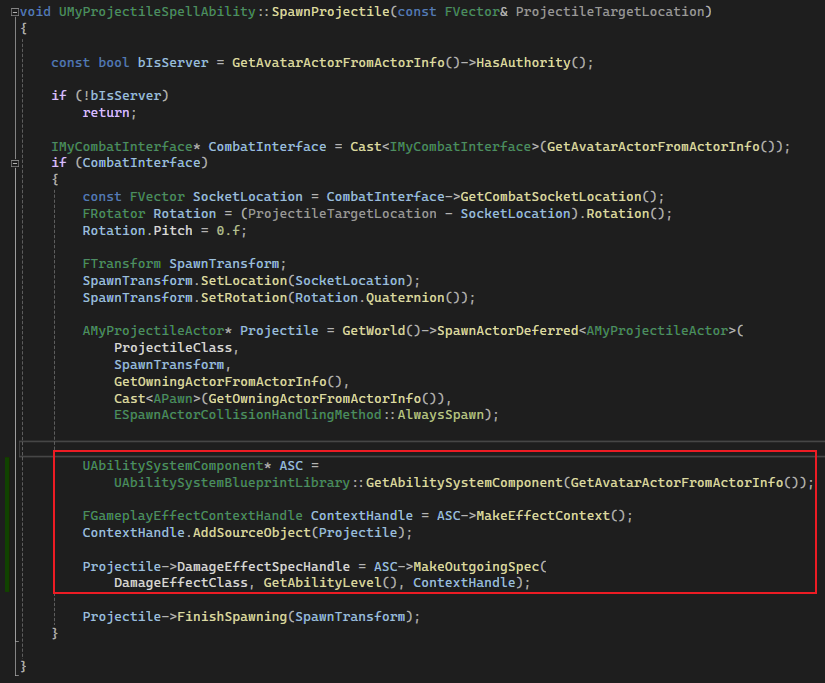 void UMyProjectileSpellAbility::SpawnProjectile(const FVector& ProjectileTargetLocation)
{
const bool bIsServer = GetAvatarActorFromActorInfo()->HasAuthority();
if (!bIsServer)
return;
IMyCombatInterface* CombatInterface = Cast<IMyCombatInterface>(GetAvatarActorFromActorInfo());
if (CombatInterface)
{
const FVector SocketLocation = CombatInterface->GetCombatSocketLocation();
FRotator Rotation = (ProjectileTargetLocation - SocketLocation).Rotation();
Rotation.Pitch = 0.f;
FTransform SpawnTransform;
SpawnTransform.SetLocation(SocketLocation);
SpawnTransform.SetRotation(Rotation.Quaternion());
AMyProjectileActor* Projectile = GetWorld()->SpawnActorDeferred<AMyProjectileActor>(
ProjectileClass,
SpawnTransform,
GetOwningActorFromActorInfo(),
Cast<APawn>(GetOwningActorFromActorInfo()),
ESpawnActorCollisionHandlingMethod::AlwaysSpawn);
UAbilitySystemComponent* ASC =
UAbilitySystemBlueprintLibrary::GetAbilitySystemComponent(GetAvatarActorFromActorInfo());
FGameplayEffectContextHandle ContextHandle = ASC->MakeEffectContext();
ContextHandle.AddSourceObject(Projectile);
Projectile->DamageEffectSpecHandle = ASC->MakeOutgoingSpec(
DamageEffectClass, GetAbilityLevel(), ContextHandle);
Projectile->FinishSpawning(SpawnTransform);
}
}